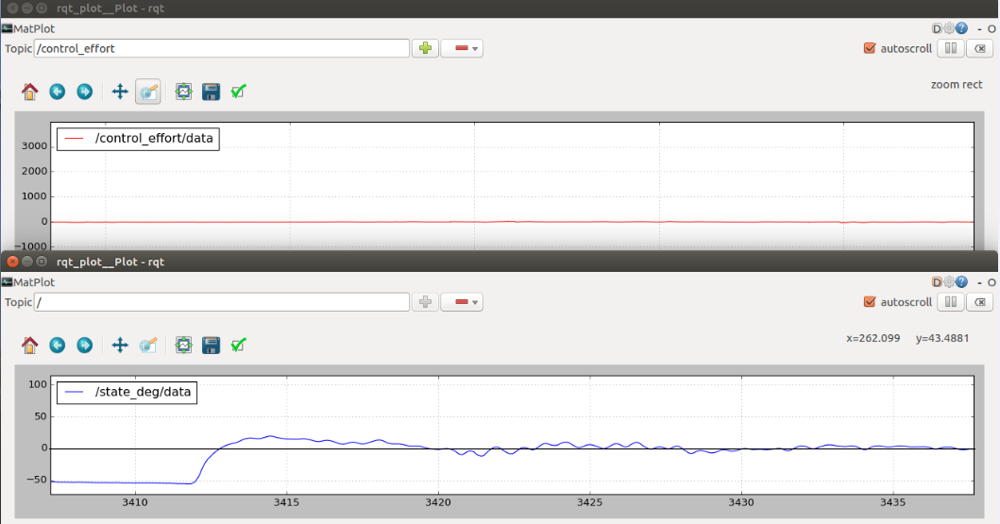 rqt_plot__Plot - rqt
MatPlot D - O
Topic /control_effort autoscroll
zoom rect
/control_effort/data
3000
2000
1000
0
−1000
rqt_plot__Plot - rqt
MatPlot D - O
Topic / autoscroll
x=262.099 y=43.4881
/state_deg/data
100
50
0
−50
3410 3415 3420 3425 3430 3435